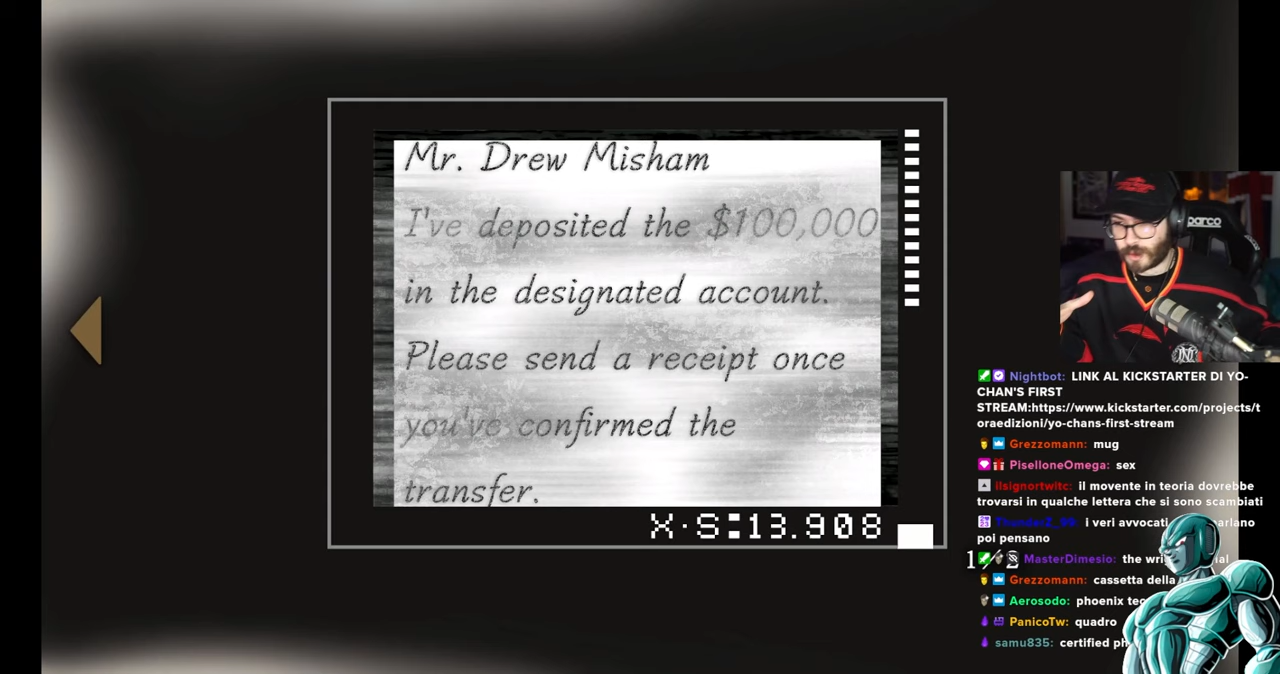 Mr. Drew Misham
I've deposited the $100,000
in the designated account.
Please send a receipt once
you've confirmed the
transfer.
X·S:13.908
1/2
parco
Nightbot: LINK AL KICKSTARTER DI YO-
CHAN'S FIRST
STREAM:https://www.kickstarter.com/projects/t
oraedizioni/yo-chans-first-stream
Grezzomann: mug
PiselloneOmega: sex
ilsignortwitc: il movente in teoria dovrebbe
trovarsi in qualche lettera che si sono scambiati
i veri avvocati
poi pensano
MasterDimesio: the
Grezzomann: cassetta della
Aerosodo: phoenix
PanicoTw: quadro
samu835: certified